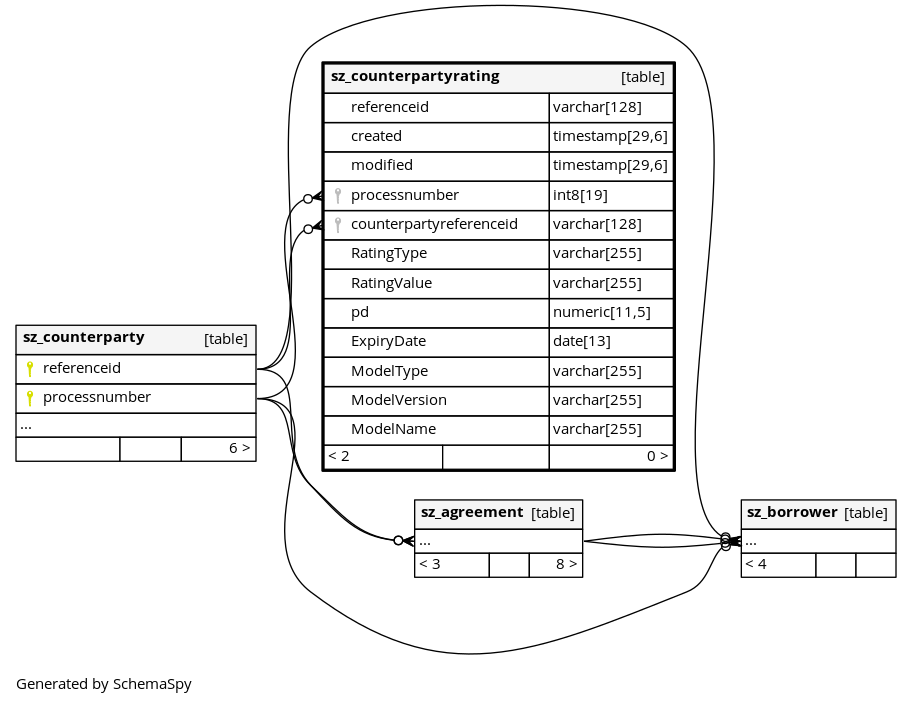 sz_counterpartyrating [table]
referenceid varchar[128]
created timestamp[29,6]
modified timestamp[29,6]
processnumber int8[19]
counterpartyreferenceid varchar[128]
RatingType varchar[255]
RatingValue varchar[255]
pd numeric[11,5]
ExpiryDate date[13]
ModelType varchar[255]
ModelVersion varchar[255]
ModelName varchar[255]
< 2 0 >
sz_counterparty [table]
referenceid
processnumber
...
6 >
sz_agreement [table]
...
< 3 8 >
sz_borrower [table]
...
< 4
Generated by SchemaSpy